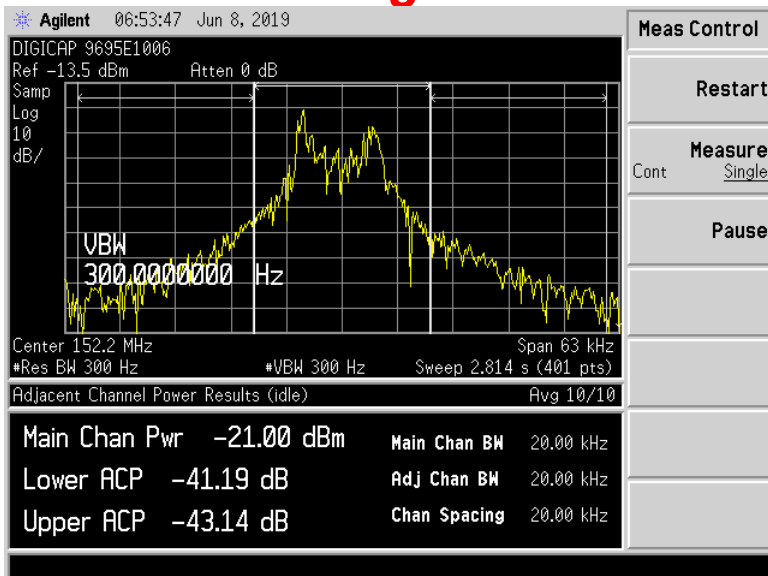 Agilent 06:53:47 Jun 8, 2019
Meas Control
DIGICAP 9695E1006
Ref -13.5 dBm Atten 0 dB
Samp
Log
10
dB/
VBW
300.0000000 Hz
Center 152.2 MHz Span 63 kHz
#Res BW 300 Hz #VBW 300 Hz Sweep 2.814 s (401 pts)
Adjacent Channel Power Results (idle) Avg 10/10
Main Chan Pwr -21.00 dBm
Lower ACP -41.19 dB
Upper ACP -43.14 dB
Main Chan BW 20.00 kHz
Adj Chan BW 20.00 kHz
Chan Spacing 20.00 kHz
Restart
Measure
Cont Single
Pause